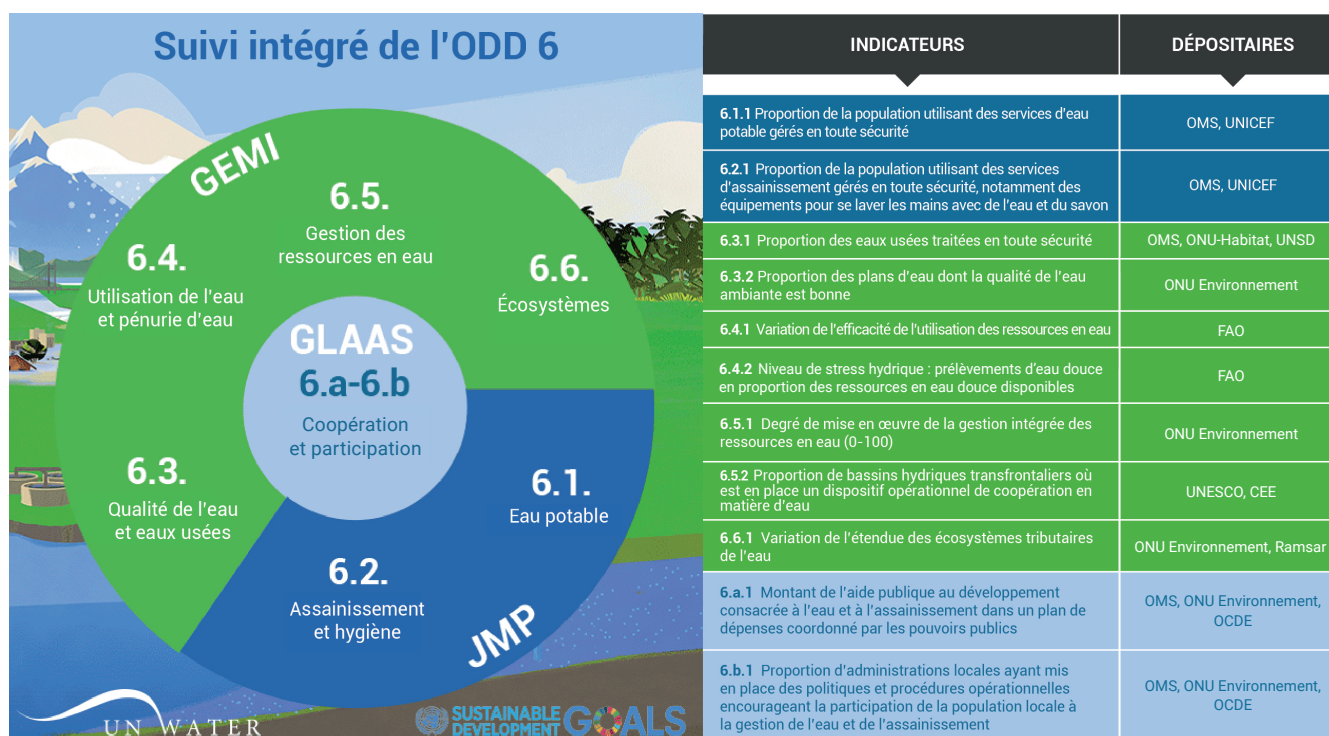 Suivi intégré de l'ODD 6
GEMI
6.5.
Gestion des
ressources en eau
6.4.
Utilisation de l'eau
et pénurie d'eau
6.6.
Écosystèmes
GLAAS
6.a-6.b
Coopération
et participation
6.3.
Qualité de l'eau
et eaux usées
6.1.
Eau potable
6.2.
Assainissement
et hygiène
JMP
UN WATER
SUSTAINABLE
DEVELOPMENT
GOALS
INDICATEURS
DÉPOSITAIRES
6.1.1 Proportion de la population utilisant des services d'eau
potable gérés en toute sécurité
OMS, UNICEF
6.2.1 Proportion de la population utilisant des services
d'assainissement gérés en toute sécurité, notamment des
équipements pour se laver les mains avec de l'eau et du savon
OMS, UNICEF
6.3.1 Proportion des eaux usées traitées en toute sécurité
OMS, ONU-Habitat, UNSD
6.3.2 Proportion des plans d'eau dont la qualité de l'eau
ambiante est bonne
ONU Environnement
6.4.1 Variation de l'efficacité de l'utilisation des ressources en eau
FAO
6.4.2 Niveau de stress hydrique : prélèvements d'eau douce
en proportion des ressources en eau douce disponibles
FAO
6.5.1 Degré de mise en œuvre de la gestion intégrée des
ressources en eau (0-100)
ONU Environnement
6.5.2 Proportion de bassins hydriques transfrontaliers où
est en place un dispositif opérationnel de coopération en
matière d'eau
UNESCO, CEE
6.6.1 Variation de l'étendue des écosystèmes tributaires
de l'eau
ONU Environnement, Ramsar
6.a.1 Montant de l'aide publique au développement
consacrée à l'eau et à l'assainissement dans un plan de
dépenses coordonné par les pouvoirs publics
OMS, ONU Environnement,
OCDE
6.b.1 Proportion d'administrations locales ayant mis
en place des politiques et procédures opérationnelles
encourageant la participation de la population locale à
la gestion de l'eau et de l'assainissement
OMS, ONU Environnement,
OCDE